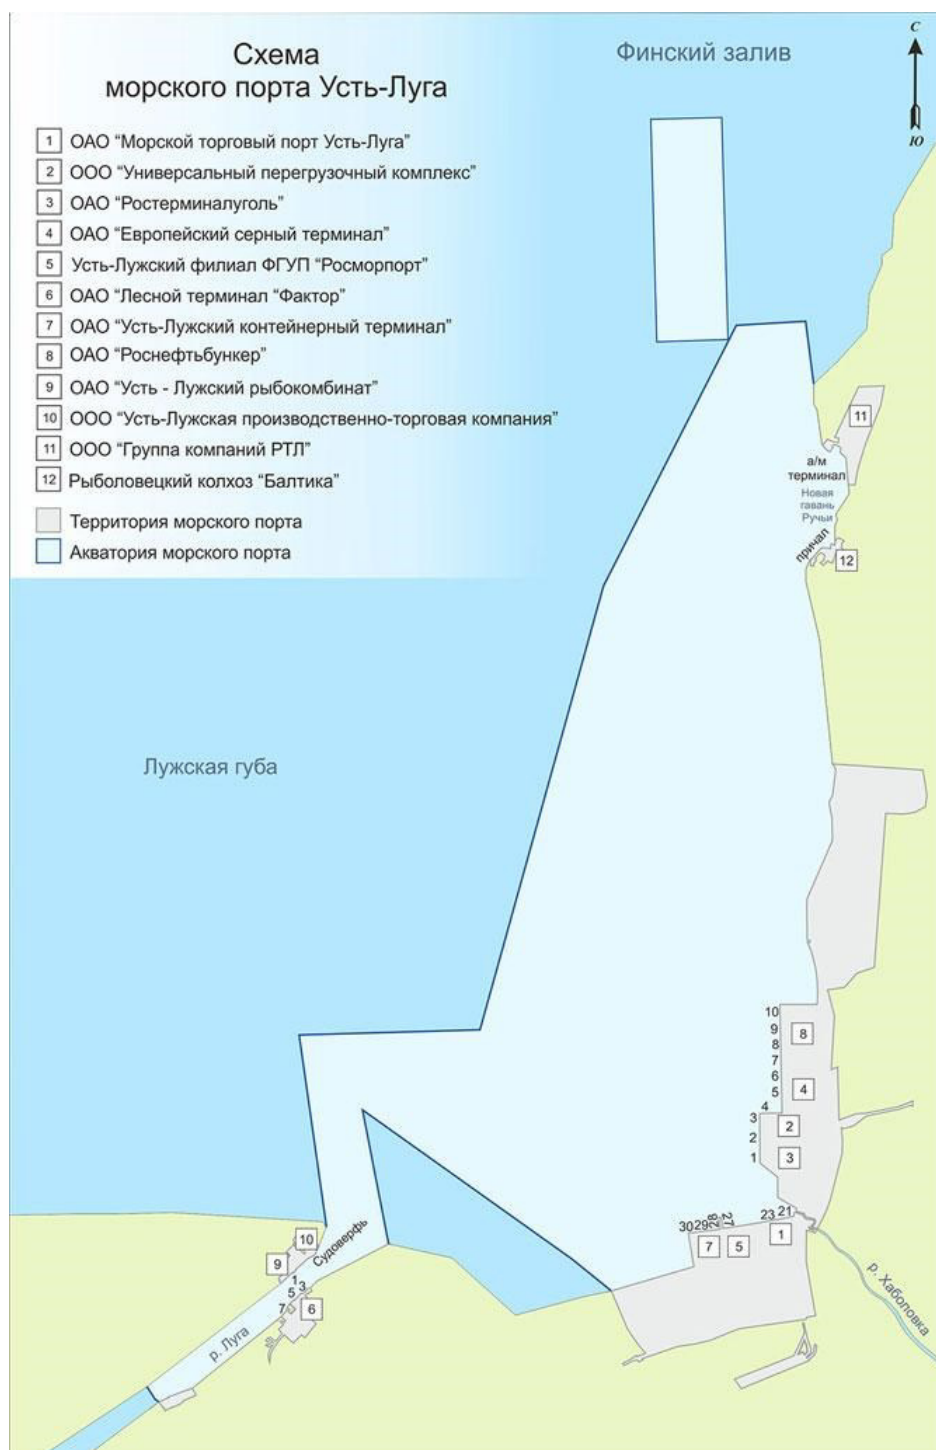 Схема
морского порта Усть-Луга
Финский залив
С
Ю
1 ОАО “Морской торговый порт Усть-Луга”
2 ООО “Универсальный перегрузочный комплекс”
3 ОАО “Ростерминалуголь”
4 ОАО “Европейский серный терминал”
5 Усть-Лужский филиал ФГУП “Росморпорт”
6 ОАО “Лесной терминал “Фактор”
7 ОАО “Усть-Лужский контейнерный терминал”
8 ОАО “Роснефтьбункер”
9 ОАО “Усть - Лужский рыбокомбинат”
10 ООО “Усть-Лужская производственно-торговая компания”
11 ООО “Группа компаний РТЛ”
12 Рыболовецкий колхоз “Балтика”
Территория морского порта
Акватория морского порта
11
а/м
терминал
Новая
гавань
Ручьи
причал
12
Лужская губа
10
9
8
8
7
6
5
4
4
3
2
2
1
3
30 29 28 27 23 21
7
5
1
р. Хаболовка
Судоверфь
10
9
1
3
5
7
6
р. Луга